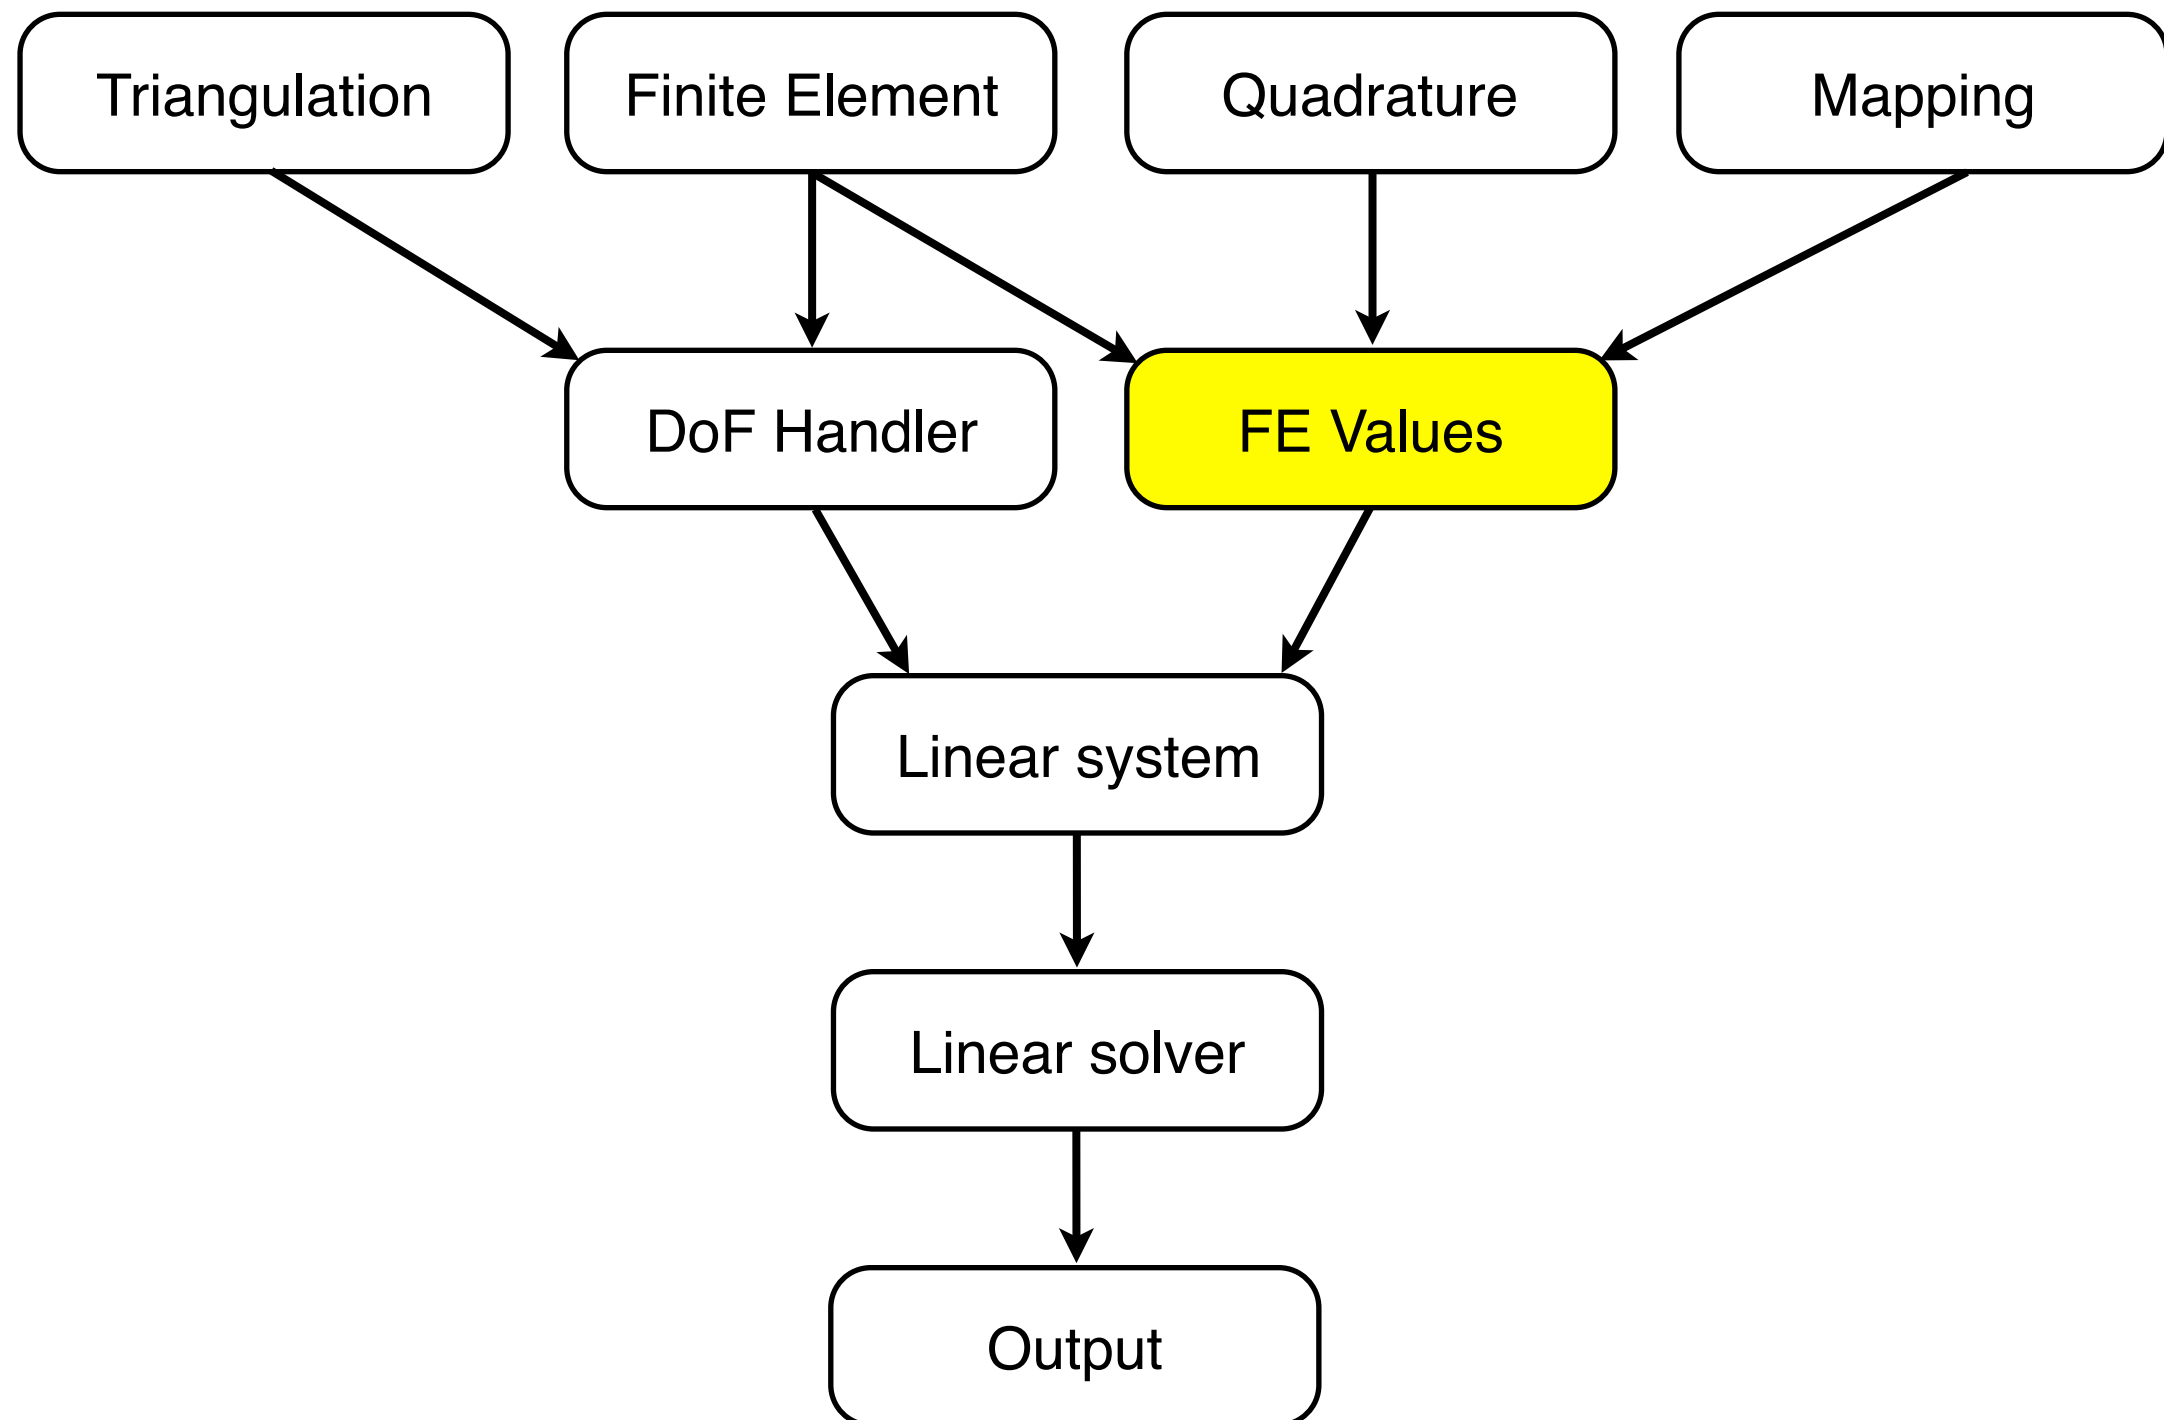 Triangulation
Finite Element
Quadrature
Mapping
DoF Handler
FE Values
Linear system
Linear solver
Output